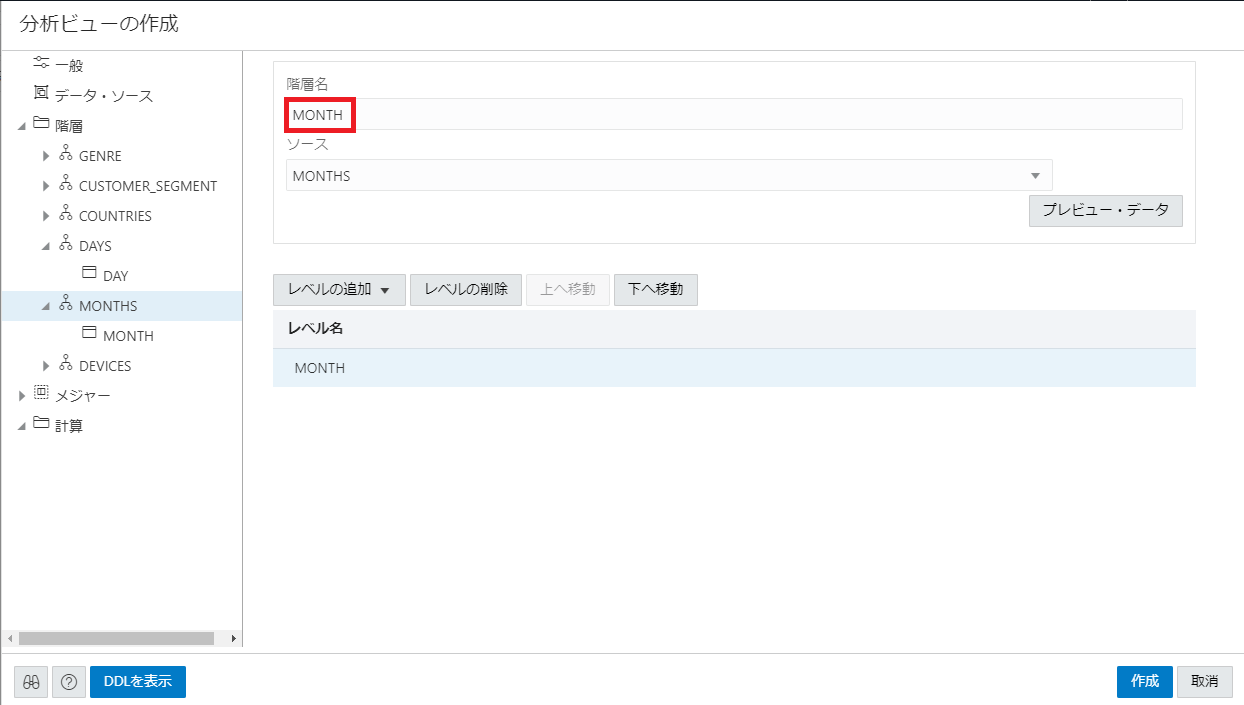 分析ビューの作成
一般
データ・ソース
階層
GENRE
CUSTOMER_SEGMENT
COUNTRIES
DAYS
DAY
MONTHS
MONTH
DEVICES
メジャー
計算
階層名
MONTH
ソース
MONTHS
プレビュー・データ
レベルの追加 レベルの削除 上へ移動 下へ移動
レベル名
MONTH
DDLを表示 作成 取消